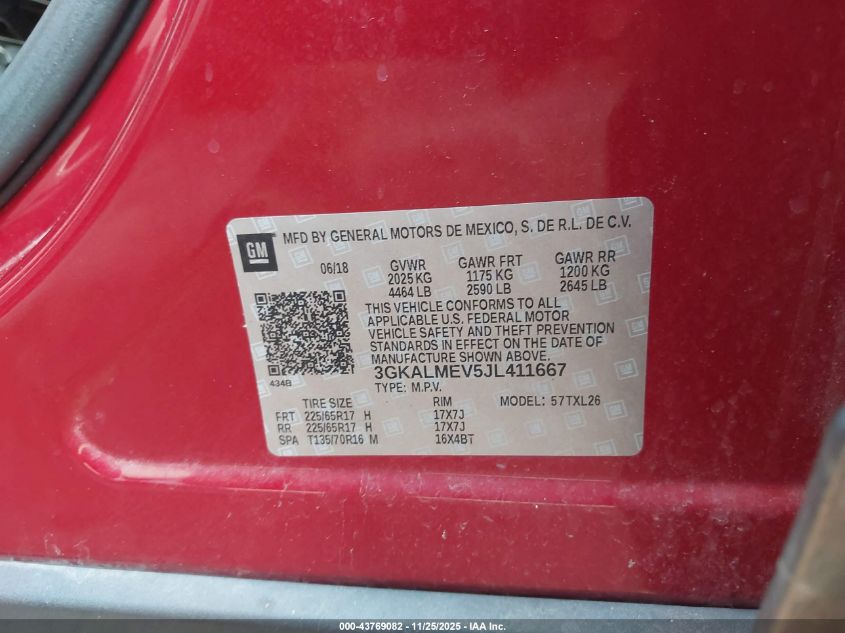 GM
MFD BY GENERAL MOTORS DE MEXICO, S. DE R.L. DE C.V.
06/18 GVWR GAWR FRT GAWR RR
2025 KG 1175 KG 1200 KG
4464 LB 2590 LB 2645 LB
THIS VEHICLE CONFORMS TO ALL
APPLICABLE U.S. FEDERAL MOTOR
VEHICLE SAFETY AND THEFT PREVENTION
STANDARDS IN EFFECT ON THE DATE OF
MANUFACTURE SHOWN ABOVE.
434B
3GKALMEV5JL411667
TYPE: M.P.V.
TIRE SIZE RIM MODEL: 57TXL26
FRT 225/65R17 H 17X7J
RR 225/65R17 H 17X7J
SPA T135/70R16 M 16X4BT
000-43769082 - 11/25/2025 - IAA Inc.